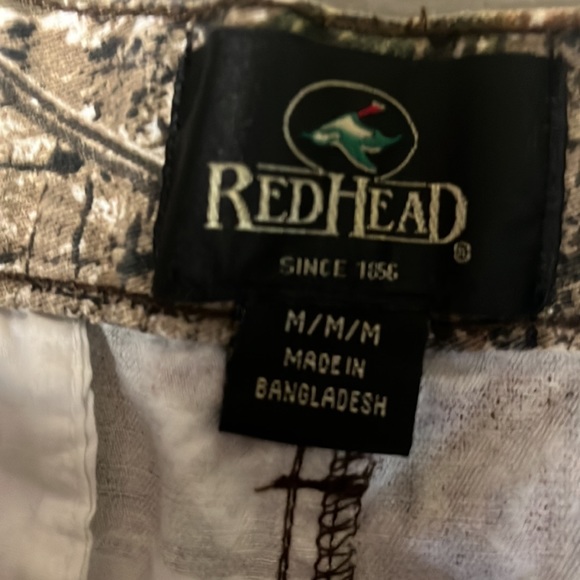 REDHEAD®
SINCE 1856
M/M/M
MADE IN
BANGLADESH